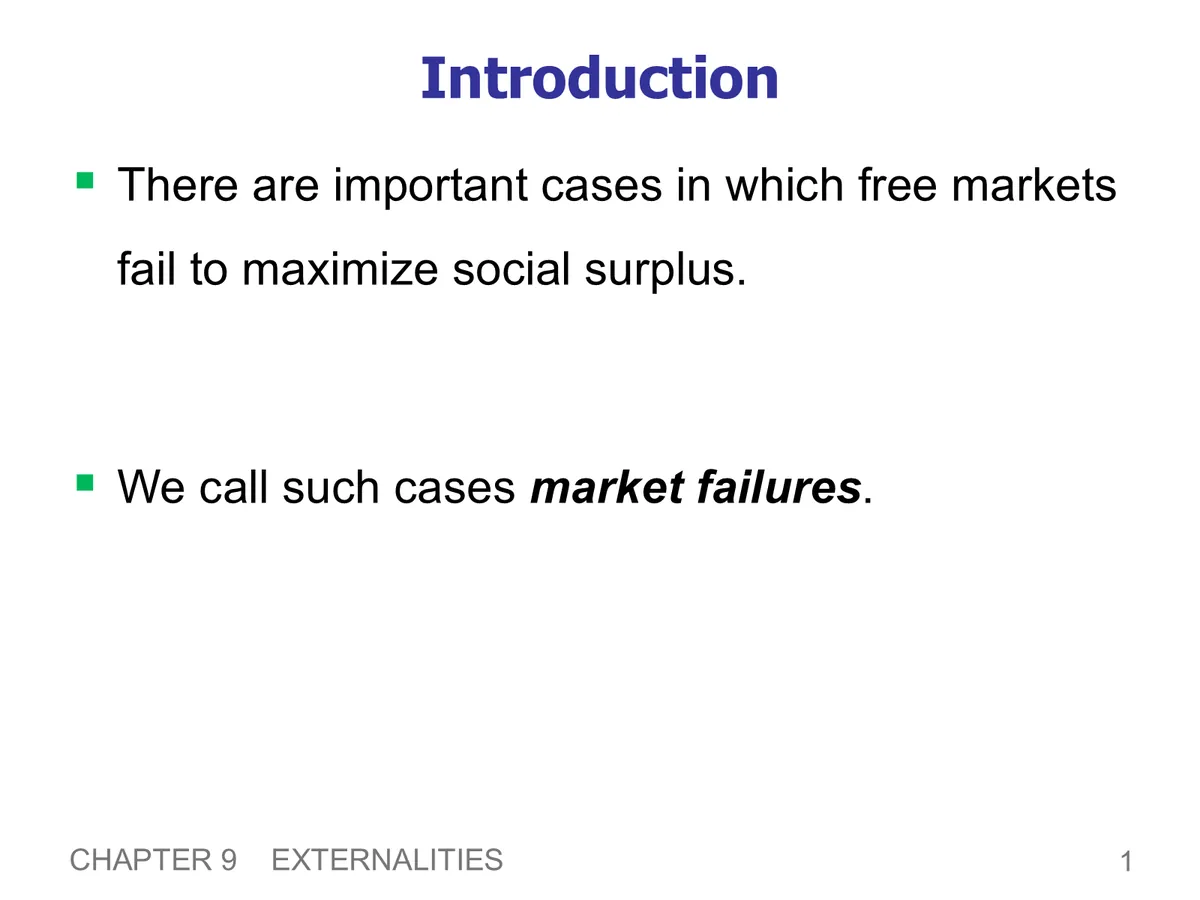 Introduction
There are important cases in which free markets
fail to maximize social surplus.
We call such cases market failures.
CHAPTER 9 EXTERNALITIES
1